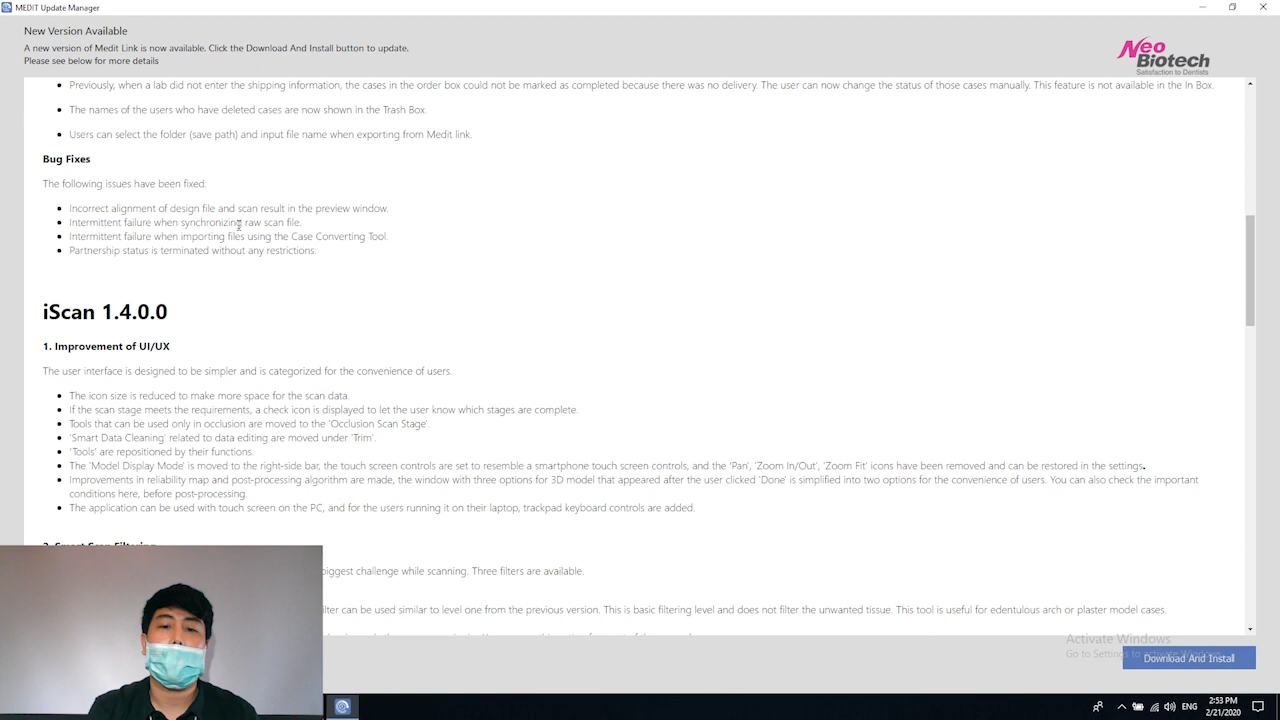 MEDIT Update Manager
New Version Available
A new version of Medit Link is now available. Click the Download And Install button to update.
Please see below for more details
Neo Biotech
Satisfaction to Dentists
Previously, when a lab did not enter the shipping information, the cases in the order box could not be marked as completed because there was no delivery. The user can now change the status of those cases manually. This feature is not available in the In Box.
The names of the users who have deleted cases are now shown in the Trash Box.
Users can select the folder (save path) and input file name when exporting from Medit link.
Bug Fixes
The following issues have been fixed:
Incorrect alignment of design file and scan result in the preview window.
Intermittent failure when synchronizing raw scan file.
Intermittent failure when importing files using the Case Converting Tool.
Partnership status is terminated without any restrictions.
iScan 1.4.0.0
1. Improvement of UI/UX
The user interface is designed to be simpler and is categorized for the convenience of users.
The icon size is reduced to make more space for the scan data.
If the scan stage meets the requirements, a check icon is displayed to let the user know which stages are complete.
Tools that can be used only in occlusion are moved to the 'Occlusion Scan Stage'.
'Smart Data Cleaning' related to data editing are moved under 'Trim'.
'Tools' are repositioned by their functions.
The 'Model Display Mode' is moved to the right-side bar, the touch screen controls are set to resemble a smartphone touch screen controls, and the 'Pan', 'Zoom In/Out', 'Zoom Fit' icons have been removed and can be restored in the settings.
Improvements in reliability map and post-processing algorithm are made, the window with three options for 3D model that appeared after the user clicked 'Done' is simplified into two options for the convenience of users. You can also check the important
conditions here, before post-processing.
The application can be used with touch screen on the PC, and for the users running it on their laptop, trackpad keyboard controls are added.
2. Smart Scan Filtering
biggest challenge while scanning. Three filters are available.
filter can be used similar to level one from the previous version. This is basic filtering level and does not filter the unwanted tissue. This tool is useful for edentulous arch or plaster model cases.
Activate Windows
Go to Settings to activate Windows.
Download And Install
ENG
2:53 PM
2/21/2020